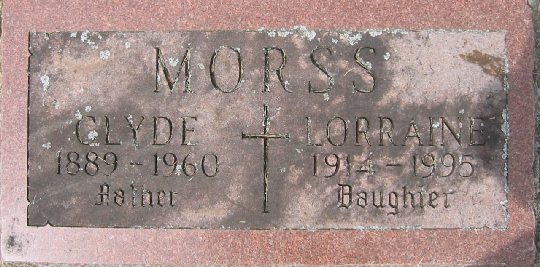 MORSS
CLYDE LORRAINE
1889 - 1960 1914 - 1995
Father Daughter